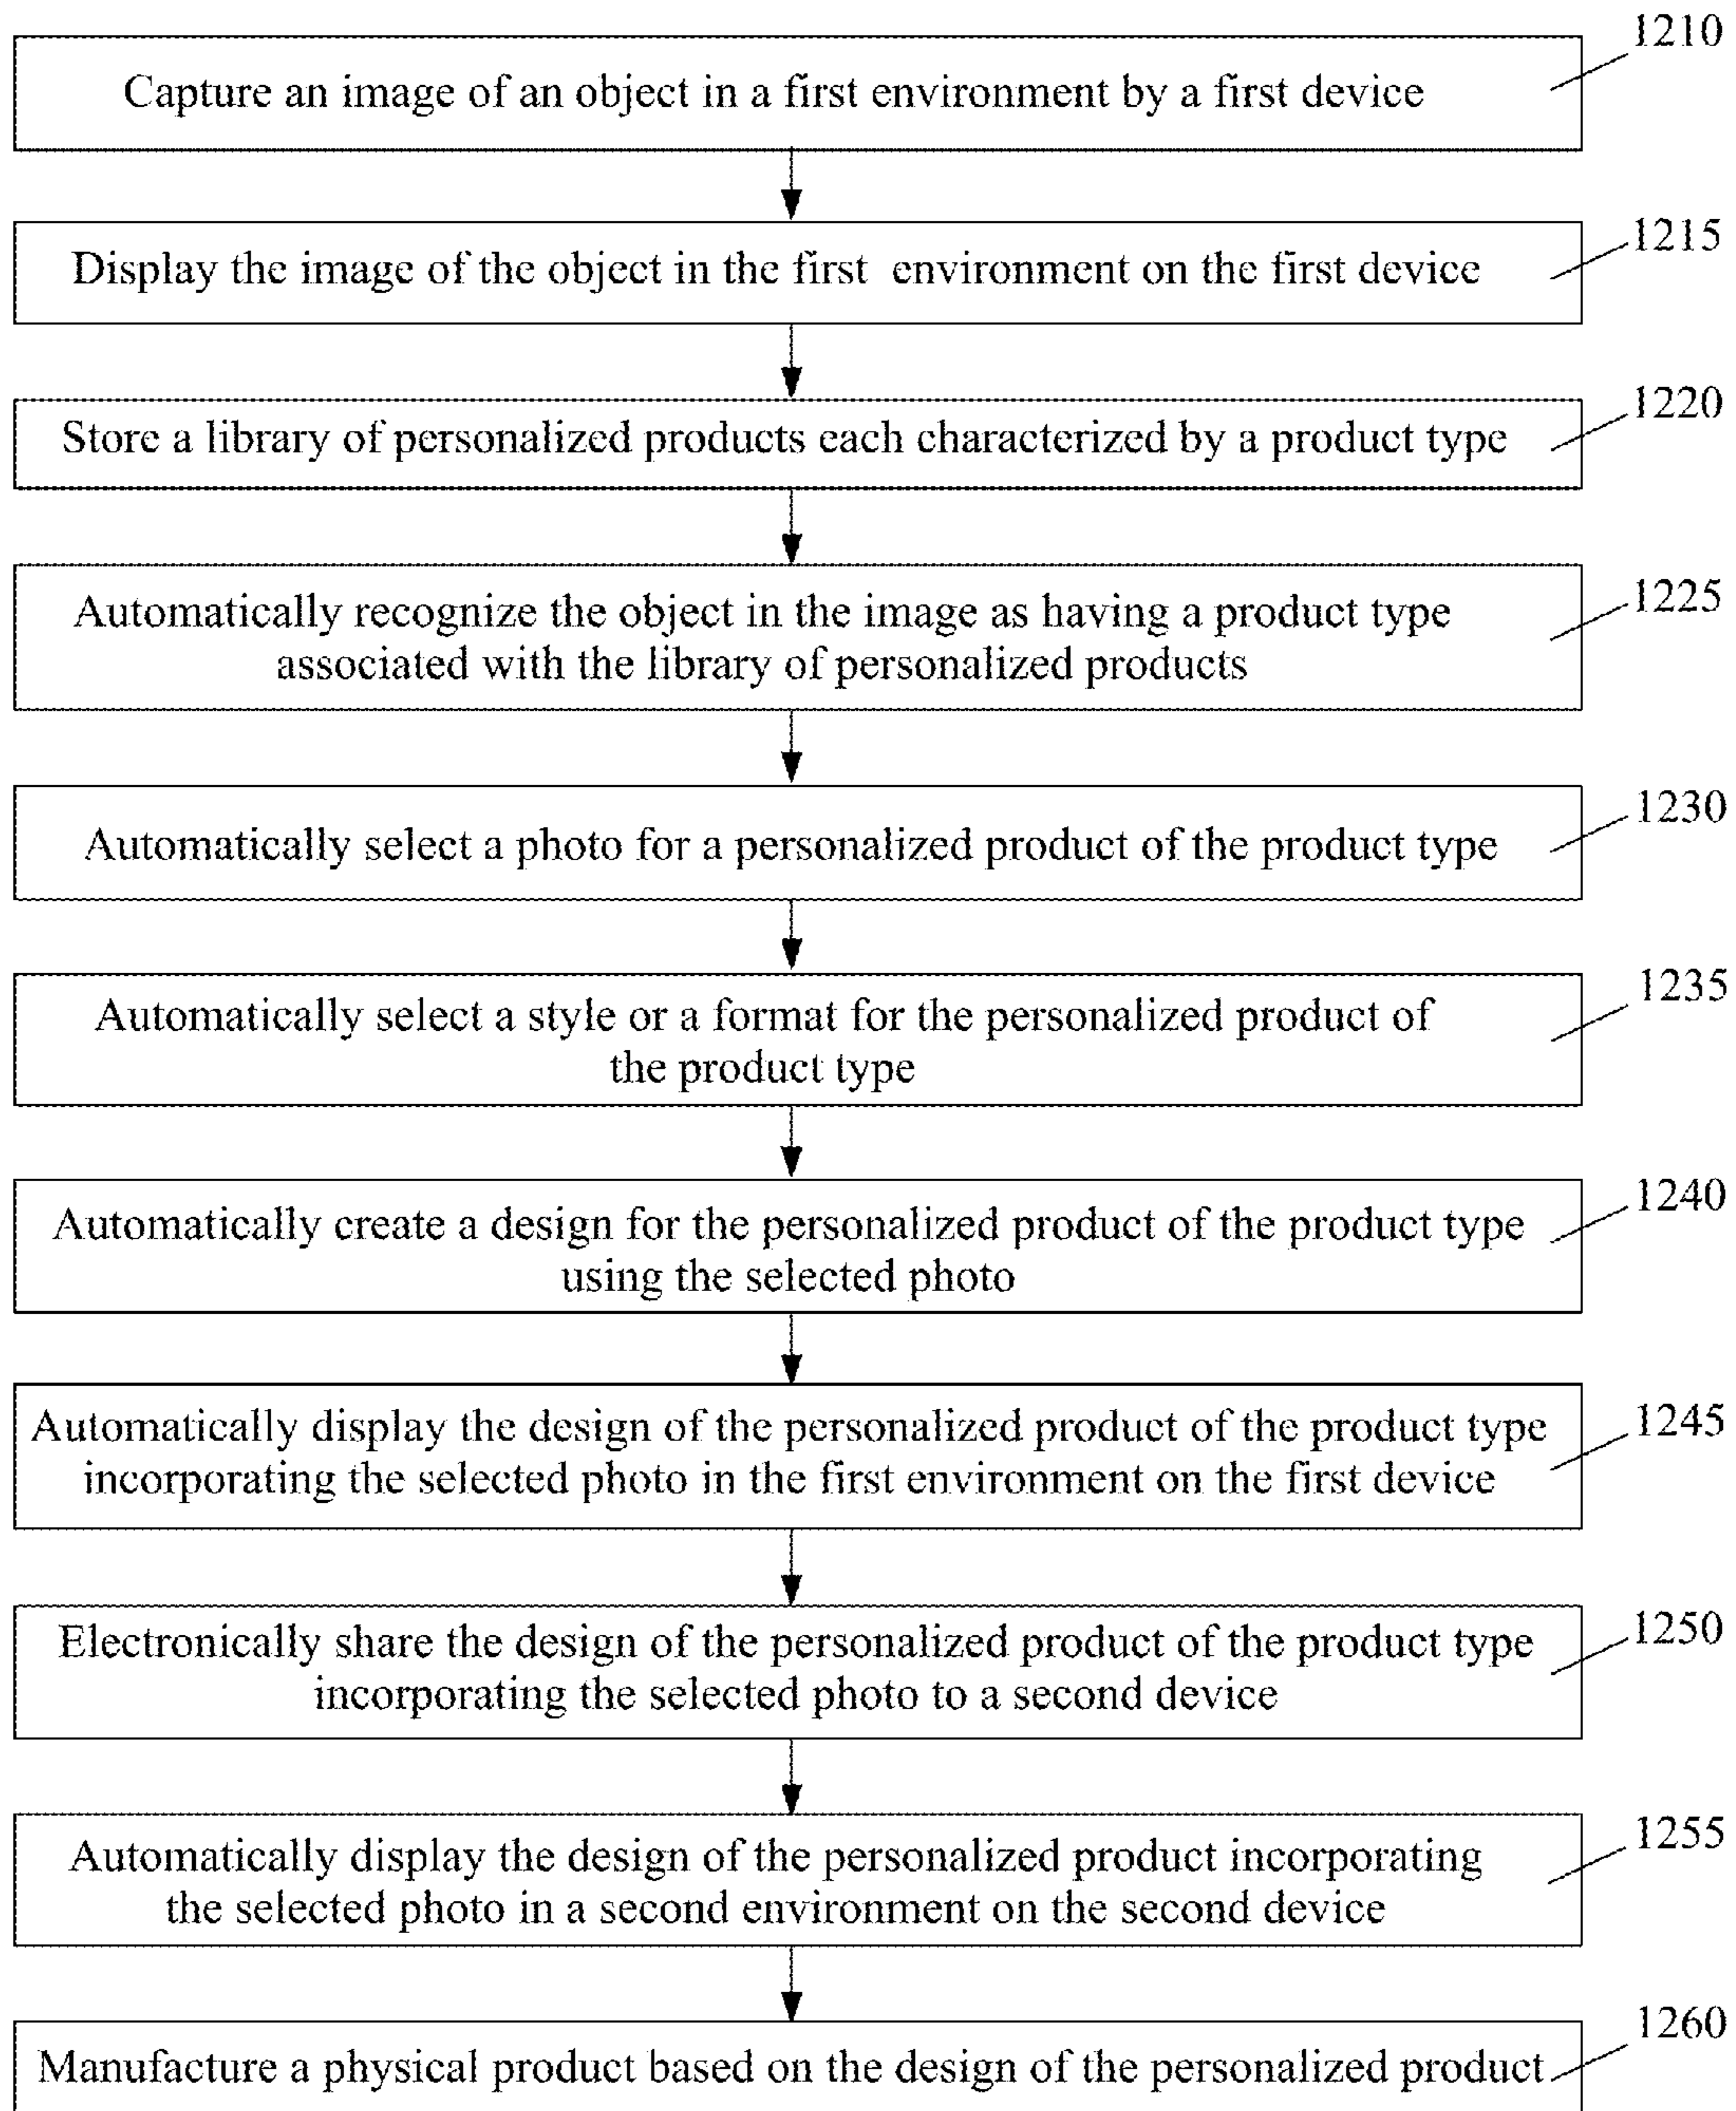 1210
Capture an image of an object in a first environment by a first device
1215
Display the image of the object in the first environment on the first device
1220
Store a library of personalized products each characterized by a product type
1225
Automatically recognize the object in the image as having a product type
associated with the library of personalized products
1230
Automatically select a photo for a personalized product of the product type
1235
Automatically select a style or a format for the personalized product of
the product type
1240
Automatically create a design for the personalized product of the product type
using the selected photo
1245
Automatically display the design of the personalized product of the product type
incorporating the selected photo in the first environment on the first device
1250
Electronically share the design of the personalized product of the product type
incorporating the selected photo to a second device
1255
Automatically display the design of the personalized product incorporating
the selected photo in a second environment on the second device
1260
Manufacture a physical product based on the design of the personalized product